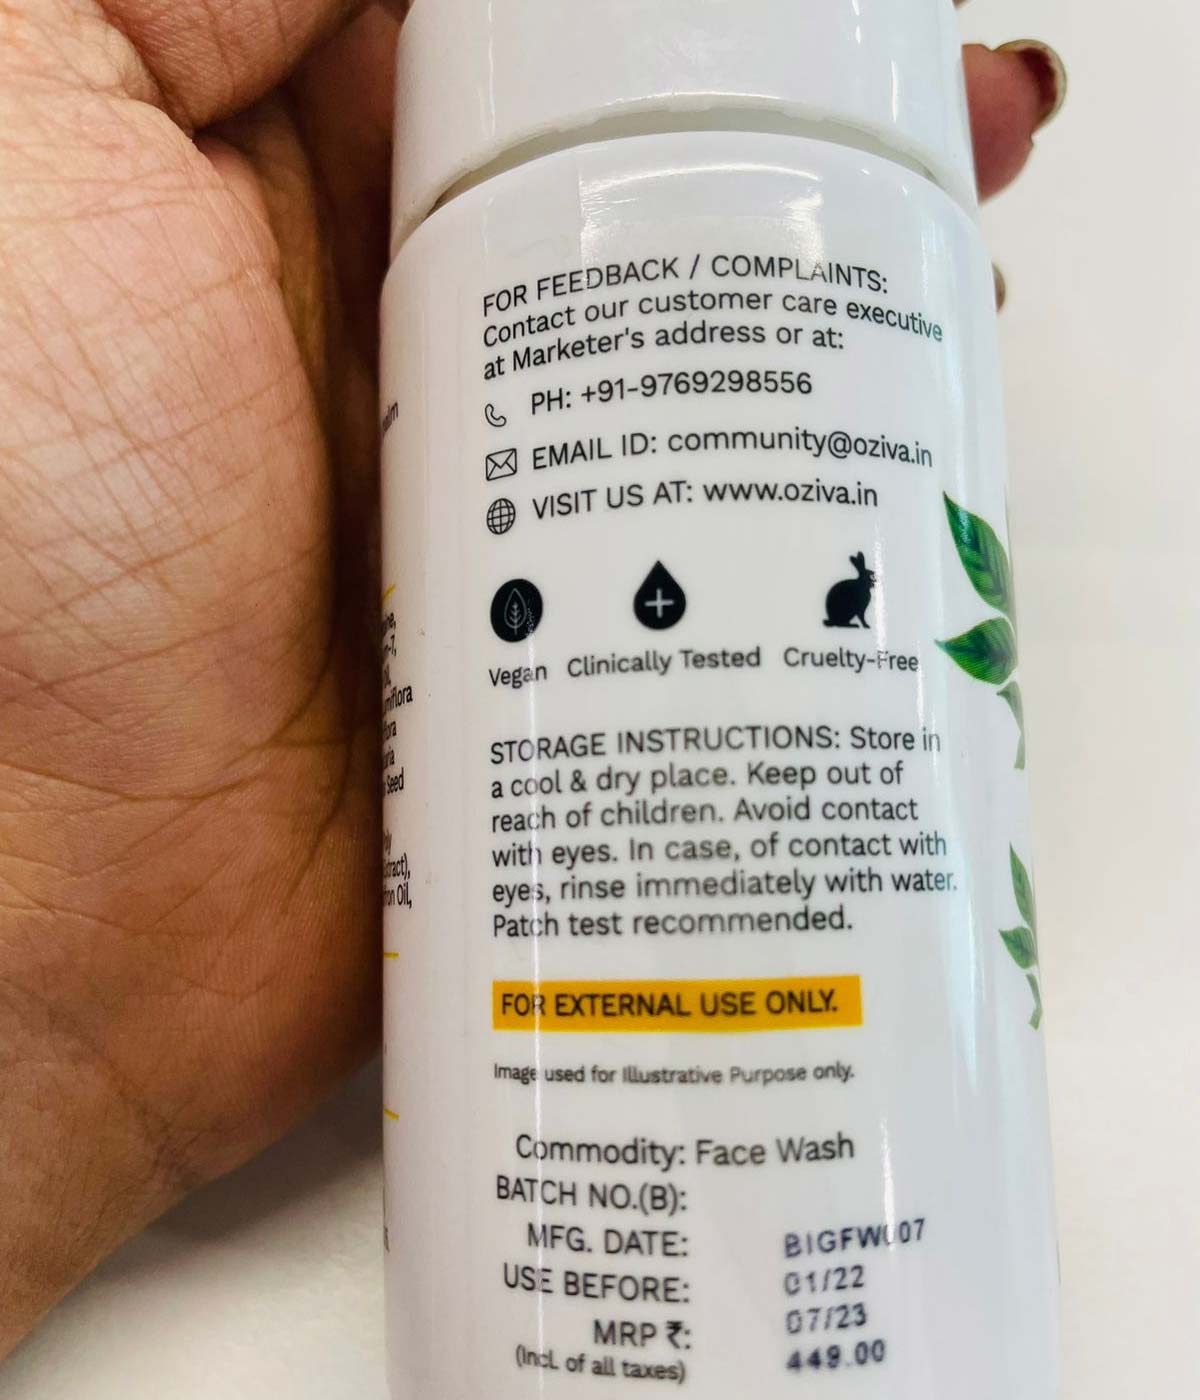 FOR FEEDBACK / COMPLAINTS:
Contact our customer care executive
at Marketer's address or at:
PH: +91-9769298556
EMAIL ID: community@oziva.in
VISIT US AT: www.oziva.in
Vegan Clinically Tested Cruelty-Free
STORAGE INSTRUCTIONS: Store in
a cool & dry place. Keep out of
reach of children. Avoid contact
with eyes. In case, of contact with
eyes, rinse immediately with water.
Patch test recommended.
FOR EXTERNAL USE ONLY.
Image used for Illustrative Purpose only.
Commodity: Face Wash
BATCH NO.(B):
MFG. DATE: BIGFW007
USE BEFORE: 01/22
MRP ₹: 07/23
(Incl. of all taxes) 449.00
Seed
Oil,